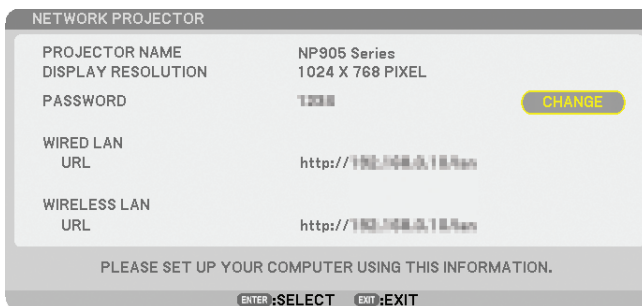 NETWORK PROJECTOR
PROJECTOR NAME NP905 Series
DISPLAY RESOLUTION 1024 X 768 PIXEL
PASSWORD CHANGE
WIRED LAN
URL http://
WIRELESS LAN
URL http://
PLEASE SET UP YOUR COMPUTER USING THIS INFORMATION.
ENTER :SELECT EXIT :EXIT